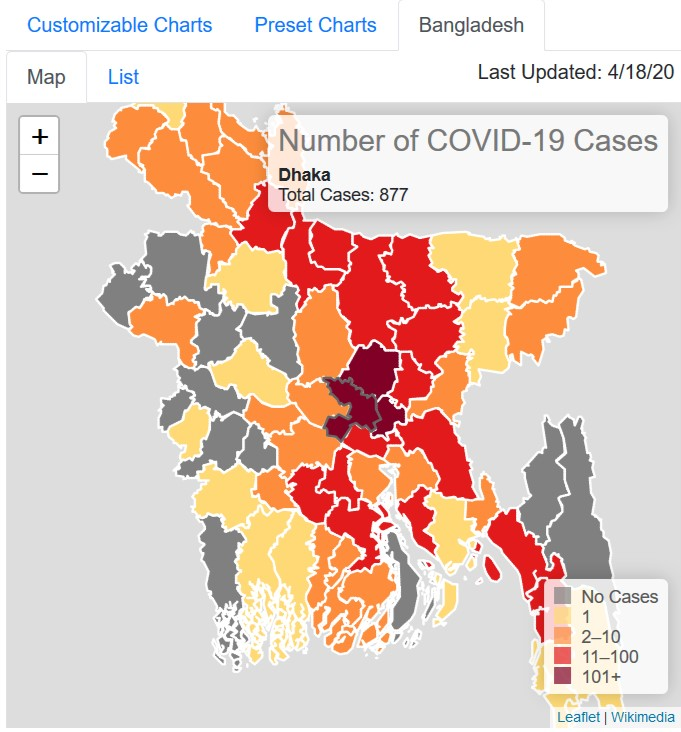 Customizable Charts Preset Charts Bangladesh
Map List Last Updated: 4/18/20
+
−
Number of COVID-19 Cases
Dhaka
Total Cases: 877
No Cases
1
2–10
11–100
101+
Leaflet | Wikimedia